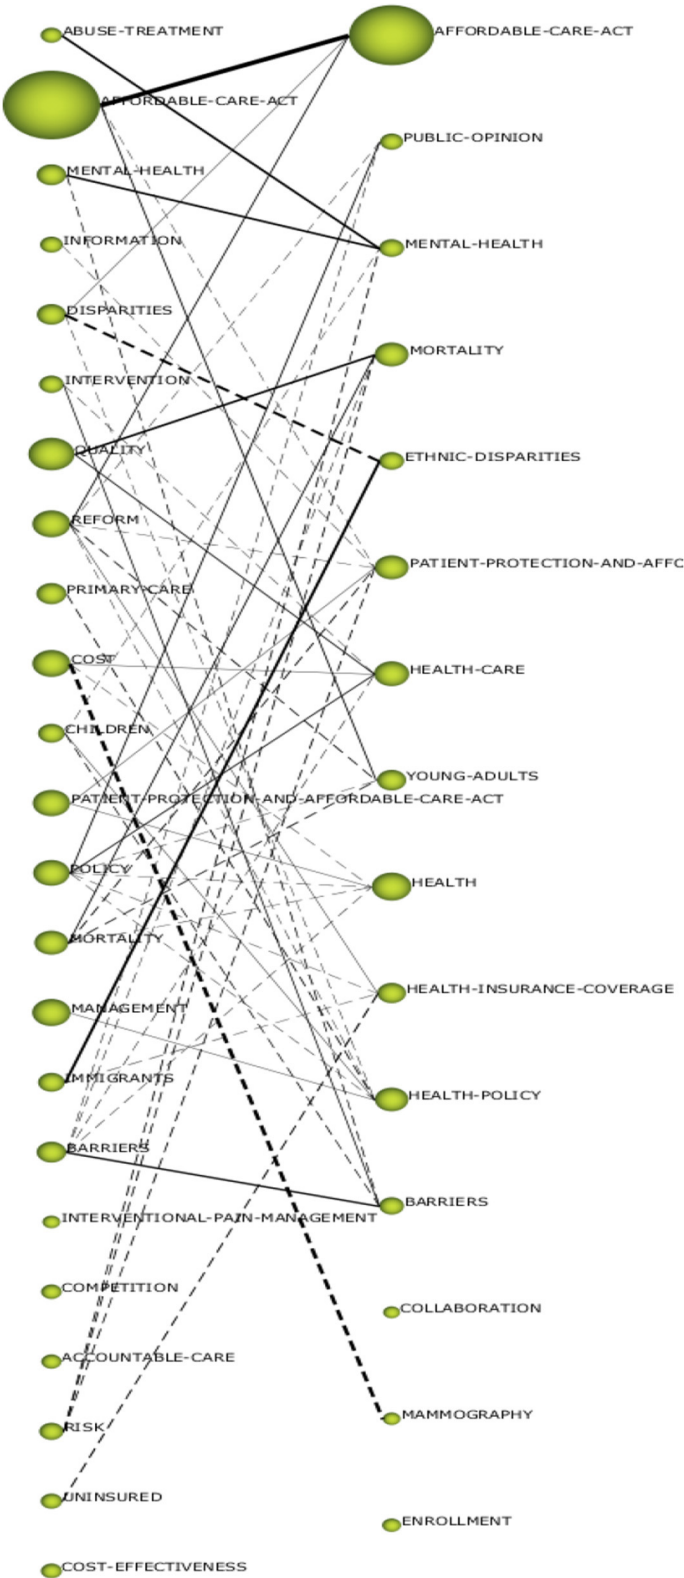 ABUSE-TREATMENT
AFFORDABLE-CARE-ACT
MENTAL-HEALTH
INFORMATION
DISPARITIES
INTERVENTION
QUALITY
REFORM
PRIMARY-CARE
COST
CHILDREN
PATIENT-PROTECTION-AND-AFFORDABLE-CARE-ACT
POLICY
MORTALITY
MANAGEMENT
IMMIGRANTS
BARRIERS
INTERVENTIONAL-PAIN-MANAGEMENT
COMPETITION
ACCOUNTABLE-CARE
RISK
UNINSURED
COST-EFFECTIVENESS
AFFORDABLE-CARE-ACT
PUBLIC-OPINION
MENTAL-HEALTH
MORTALITY
ETHNIC-DISPARITIES
PATIENT-PROTECTION-AND-AFFC
HEALTH-CARE
YOUNG-ADULTS
HEALTH
HEALTH-INSURANCE-COVERAGE
HEALTH-POLICY
BARRIERS
COLLABORATION
MAMMOGRAPHY
ENROLLMENT